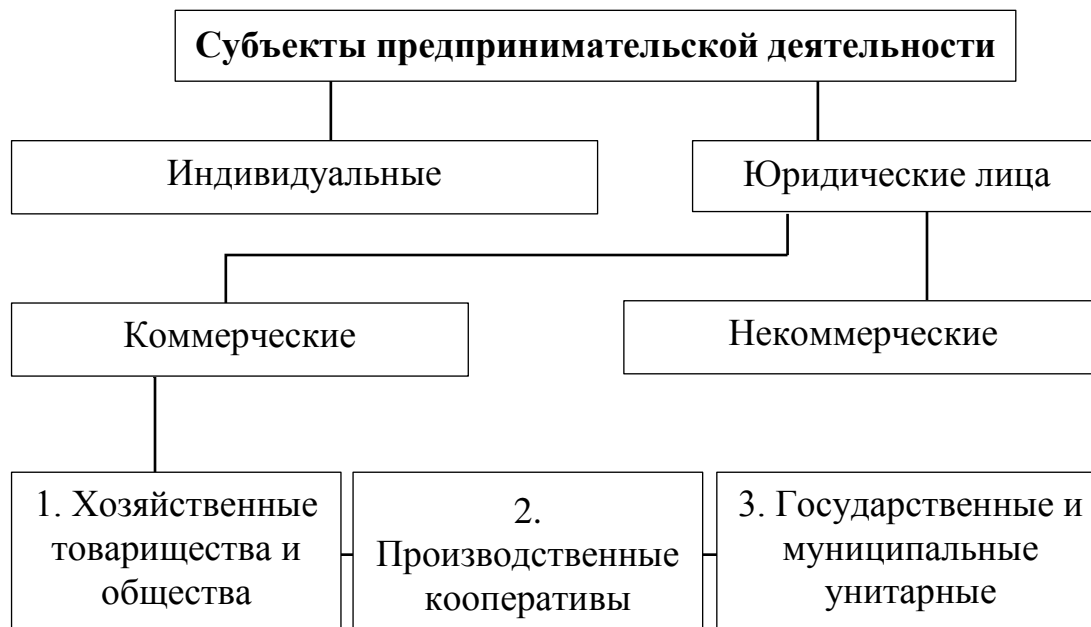 Субъекты предпринимательской деятельности
Индивидуальные
Юридические лица
Коммерческие
Некоммерческие
1. Хозяйственные
товарищества и
общества
2.
Производственные
кооперативы
3. Государственные и
муниципальные
унитарные